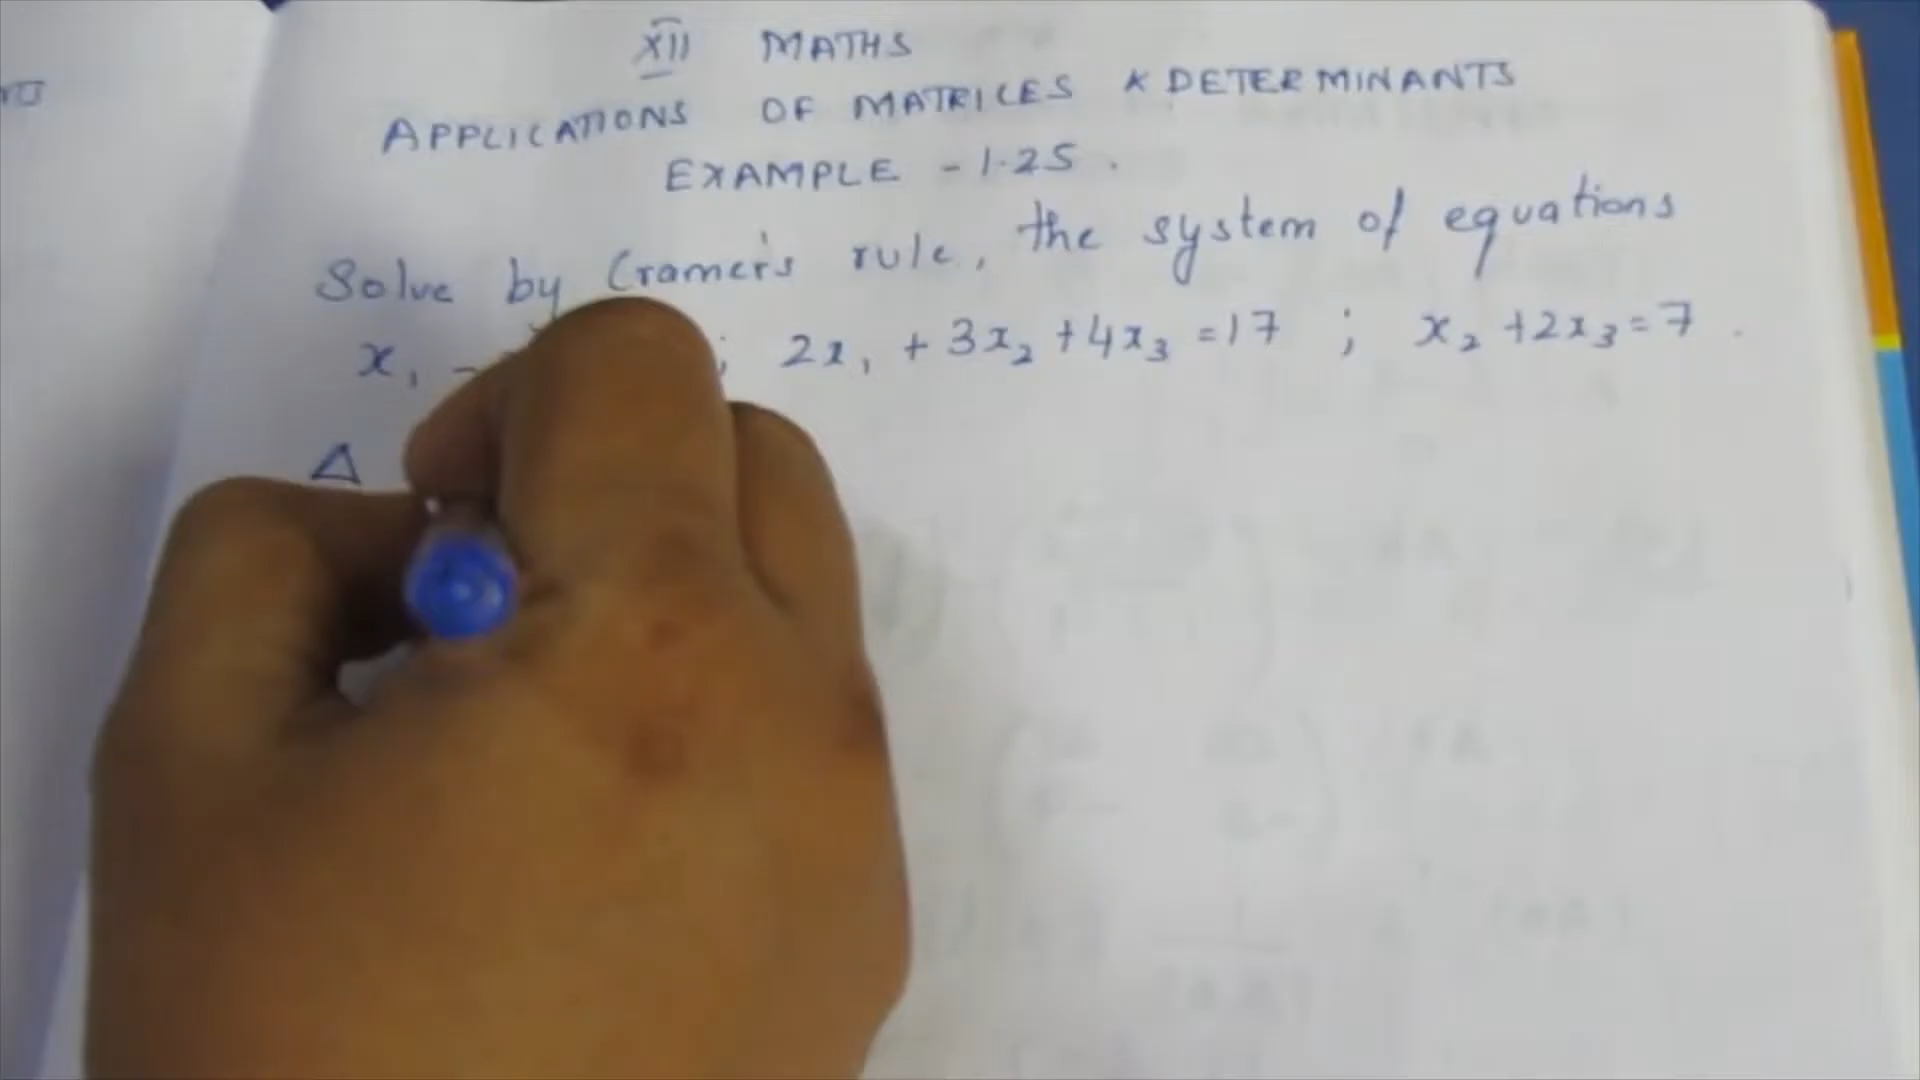 XII MATHS
APPLICATIONS OF MATRICES & DETERMINANTS
EXAMPLE - 1.25.
Solve by Cramer's rule, the system of equations
x₁ - ; 2x₁ + 3x₂ + 4x₃ = 17 ; x₂ + 2x₃ = 7.
Δ